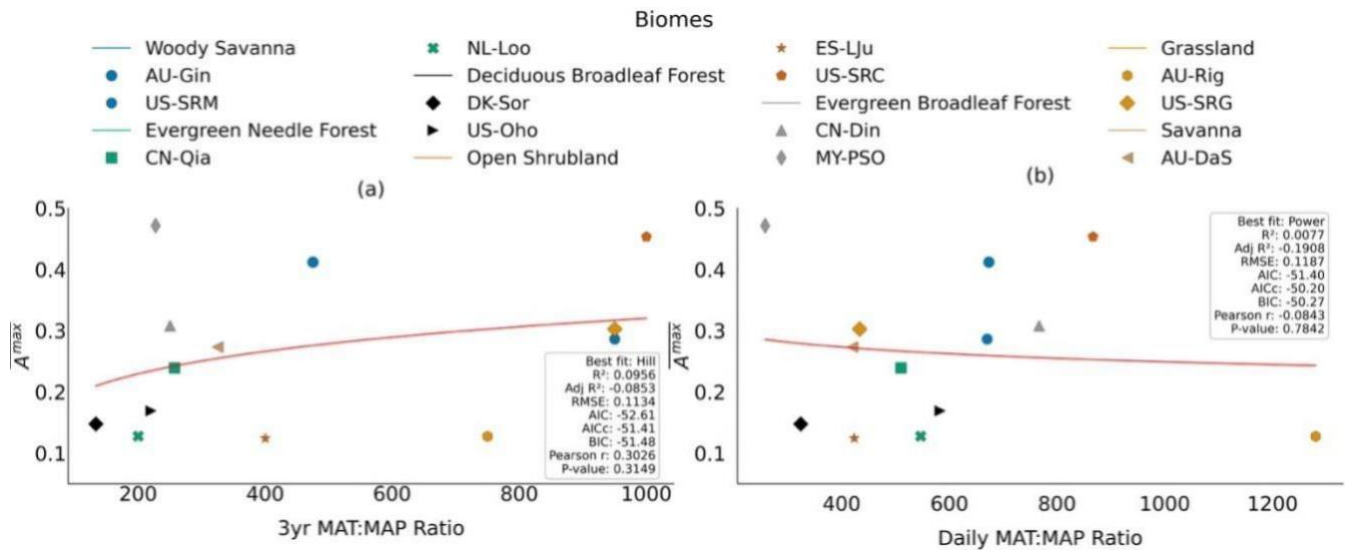 Biomes
Woody Savanna
AU-Gin
US-SRM
Evergreen Needle Forest
CN-Qia
NL-Loo
Deciduous Broadleaf Forest
DK-Sor
US-Oho
Open Shrubland
ES-LJu
US-SRC
Evergreen Broadleaf Forest
CN-Din
MY-PSO
Grassland
AU-Rig
US-SRG
Savanna
AU-DaS
(a)
0.5
0.4
0.3
0.2
0.1
A^max
Best fit: Hill
R²: 0.0956
Adj R²: -0.0853
RMSE: 0.1134
AIC: -52.61
AICc: -51.41
BIC: -51.48
Pearson r: 0.3026
P-value: 0.3149
200 400 600 800 1000
3yr MAT:MAP Ratio
(b)
0.5
0.4
0.3
0.2
0.1
A^max
Best fit: Power
R²: 0.0077
Adj R²: -0.1908
RMSE: 0.1187
AIC: -51.40
AICc: -50.20
BIC: -50.27
Pearson r: -0.0843
P-value: 0.7842
400 600 800 1000 1200
Daily MAT:MAP Ratio